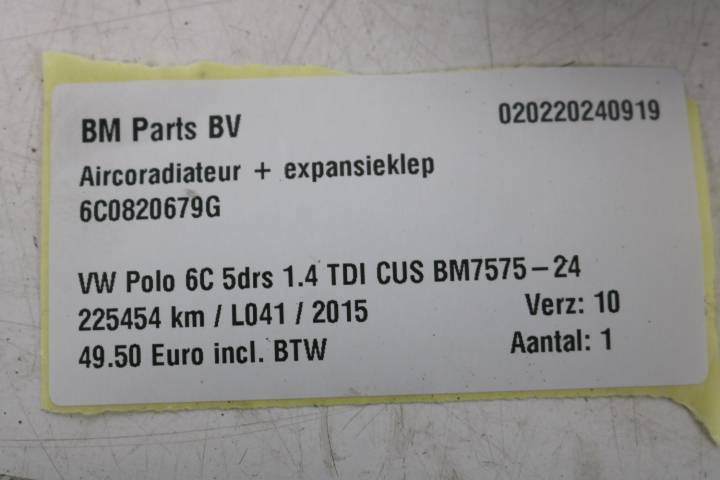 BM Parts BV 020220240919
Aircoradiateur + expansieklep
6C0820679G
VW Polo 6C 5drs 1.4 TDI CUS BM7575-24
225454 km / L041 / 2015 Verz: 10
49.50 Euro incl. BTW Aantal: 1